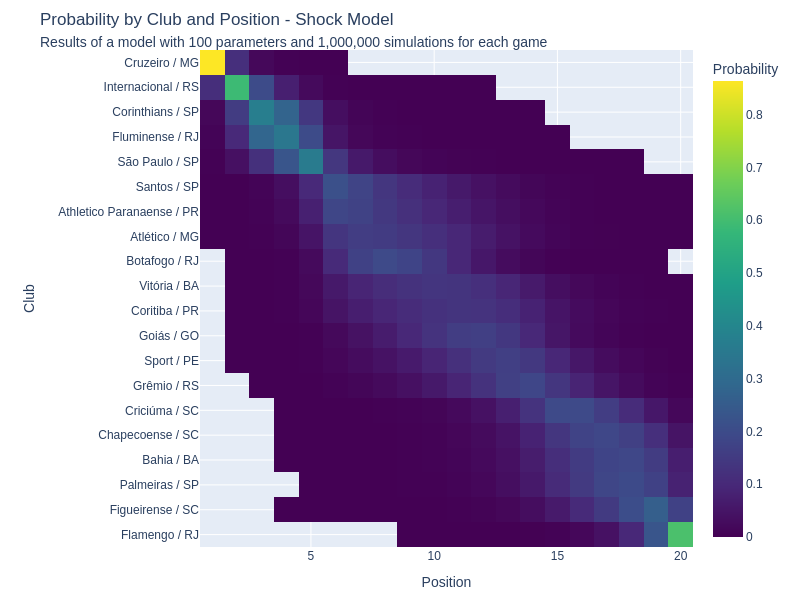 Probability by Club and Position - Shock Model
Results of a model with 100 parameters and 1,000,000 simulations for each game
Probability
Cruzeiro / MG
Internacional / RS
Corinthians / SP
Fluminense / RJ
São Paulo / SP
Santos / SP
Athletico Paranaense / PR
Atlético / MG
Botafogo / RJ
Vitória / BA
Coritiba / PR
Goiás / GO
Sport / PE
Grêmio / RS
Criciúma / SC
Chapecoense / SC
Bahia / BA
Palmeiras / SP
Figueirense / SC
Flamengo / RJ
Club
5
10
15
20
Position
0.8
0.7
0.6
0.5
0.4
0.3
0.2
0.1
0